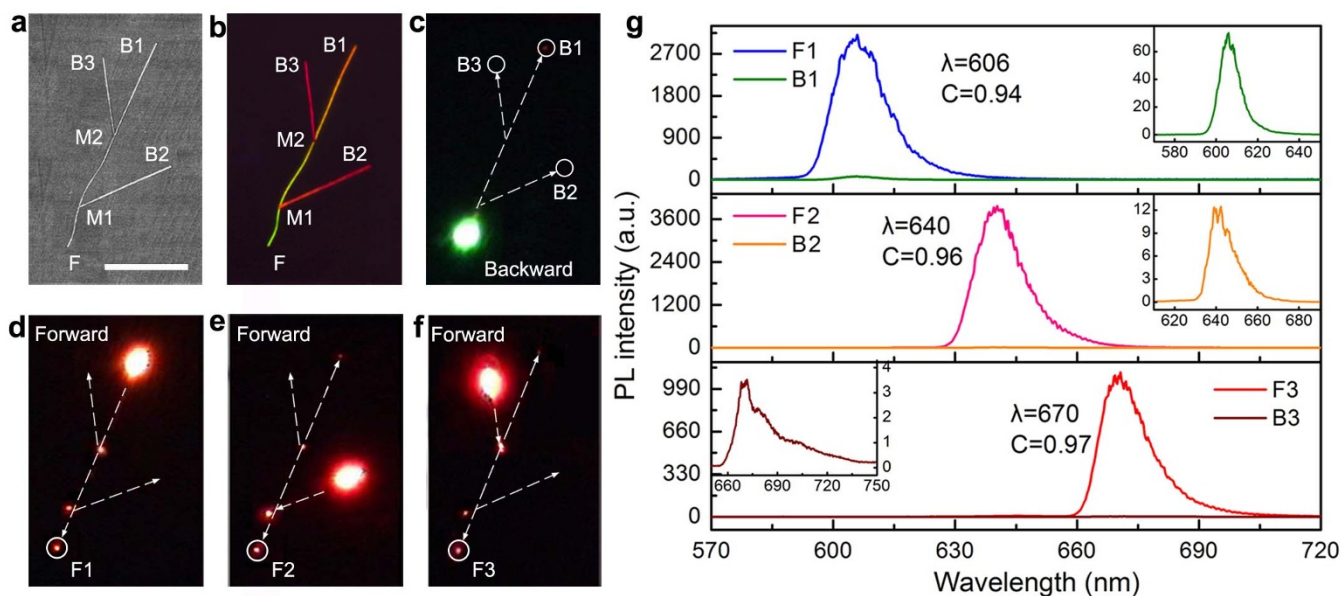 a
B1
B3
M2
B2
M1
F
b
B1
B3
M2
B2
M1
F
c
B1
B3
B2
Backward
d
Forward
F1
e
Forward
F2
f
Forward
F3
g
PL intensity (a.u.)
2700
1800
900
0
F1
B1
λ=606
C=0.94
60
40
20
0
580 600 620 640
3600
2400
1200
0
F2
B2
λ=640
C=0.96
12
9
6
3
0
620 640 660 680
990
660
330
0
4
3
2
1
0
660 690 720 750
λ=670
C=0.97
F3
B3
570 600 630 660 690 720
Wavelength (nm)